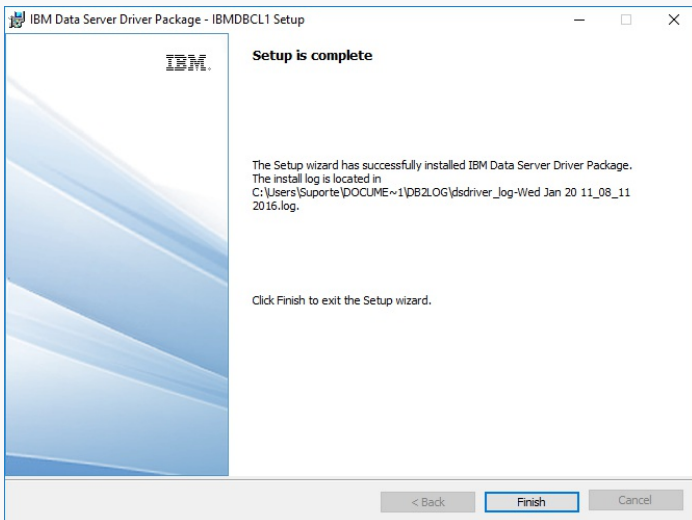 IBM Data Server Driver Package - IBMDBCL1 Setup
IBM.
Setup is complete
The Setup wizard has successfully installed IBM Data Server Driver Package.
The install log is located in
C:\Users\Suporte\DOCUME~1\DB2LOG\dsdriver_log-Wed Jan 20 11_08_11
2016.log.
Click Finish to exit the Setup wizard.
< Back
Finish
Cancel